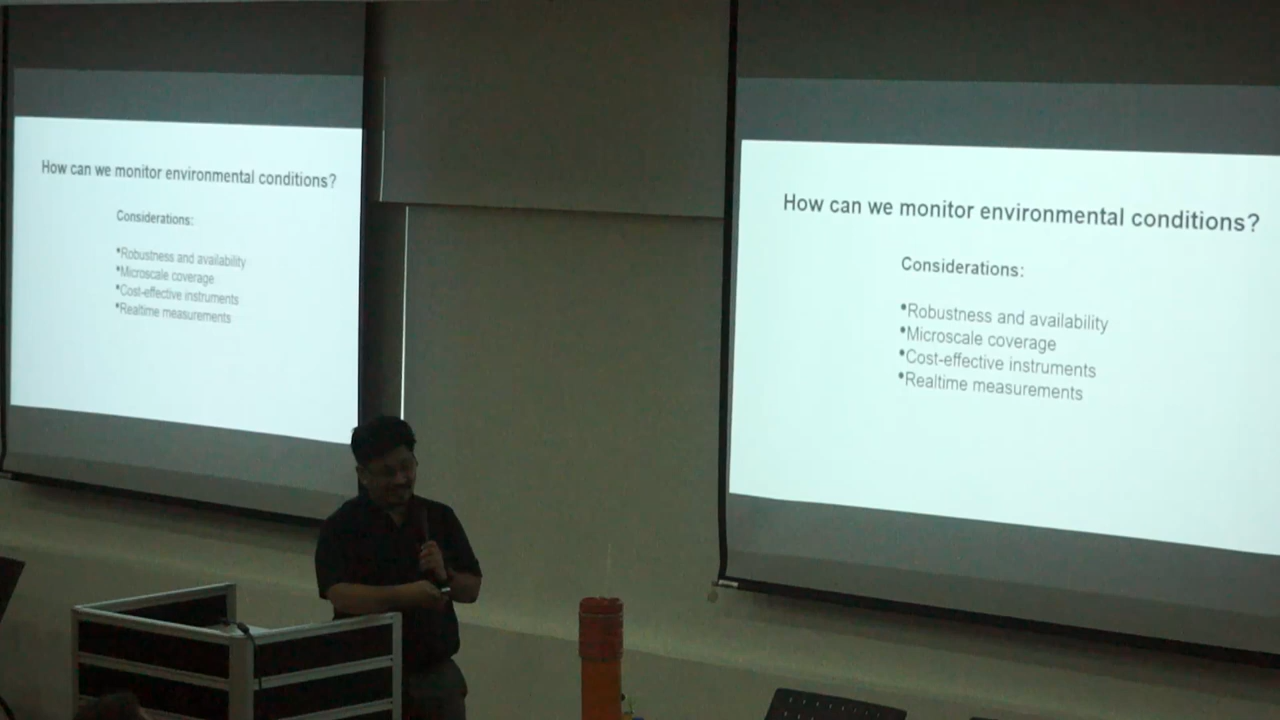 How can we monitor environmental conditions?
Considerations:
•Robustness and availability
•Microscale coverage
•Cost-effective instruments
•Realtime measurements
How can we monitor environmental conditions?
Considerations:
•Robustness and availability
•Microscale coverage
•Cost-effective instruments
•Realtime measurements